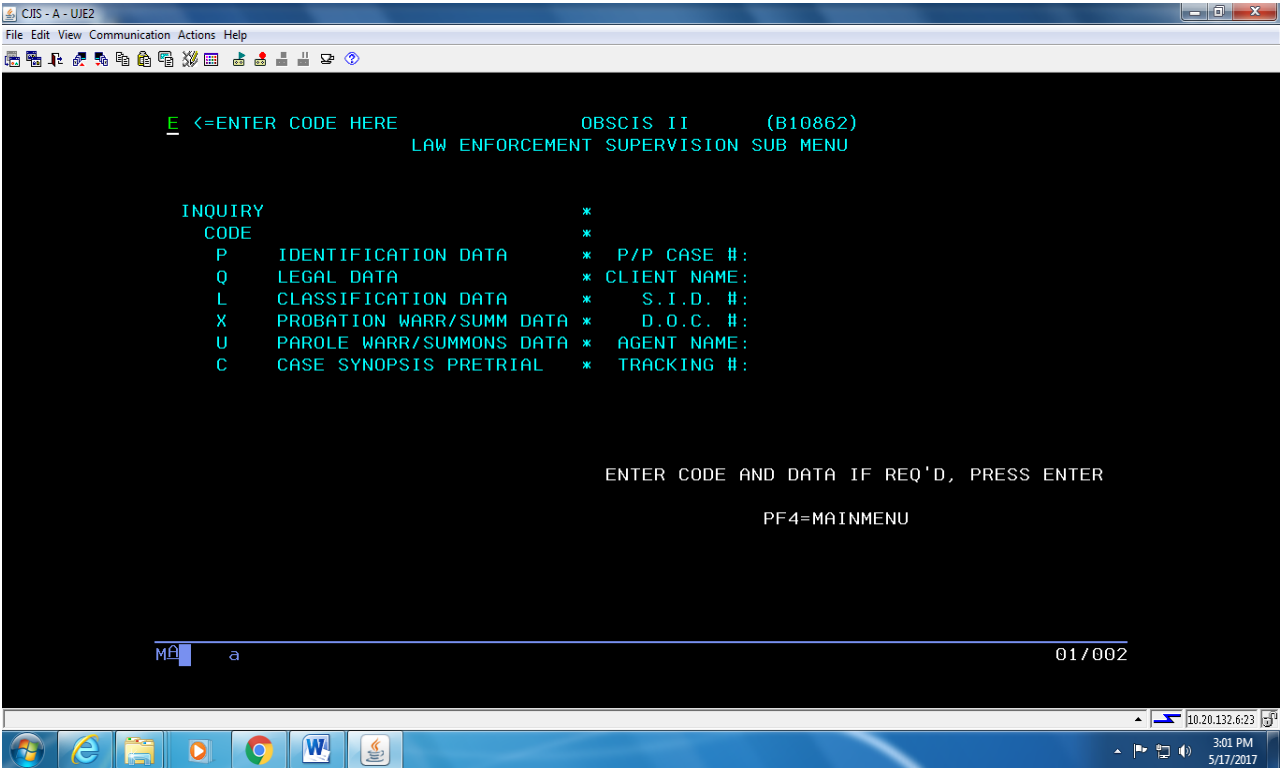 CJIS - A - UJE2
File Edit View Communication Actions Help
E <=ENTER CODE HERE OBSCIS II (B10862)
LAW ENFORCEMENT SUPERVISION SUB MENU
INQUIRY *
CODE *
P IDENTIFICATION DATA * P/P CASE #:
Q LEGAL DATA * CLIENT NAME:
L CLASSIFICATION DATA * S.I.D. #:
X PROBATION WARR/SUMM DATA * D.O.C. #:
U PAROLE WARR/SUMMONS DATA * AGENT NAME:
C CASE SYNOPSIS PRETRIAL * TRACKING #:
ENTER CODE AND DATA IF REQ'D, PRESS ENTER
PF4=MAINMENU
MA a 01/002
10.20.132.6:23
3:01 PM
5/17/2017